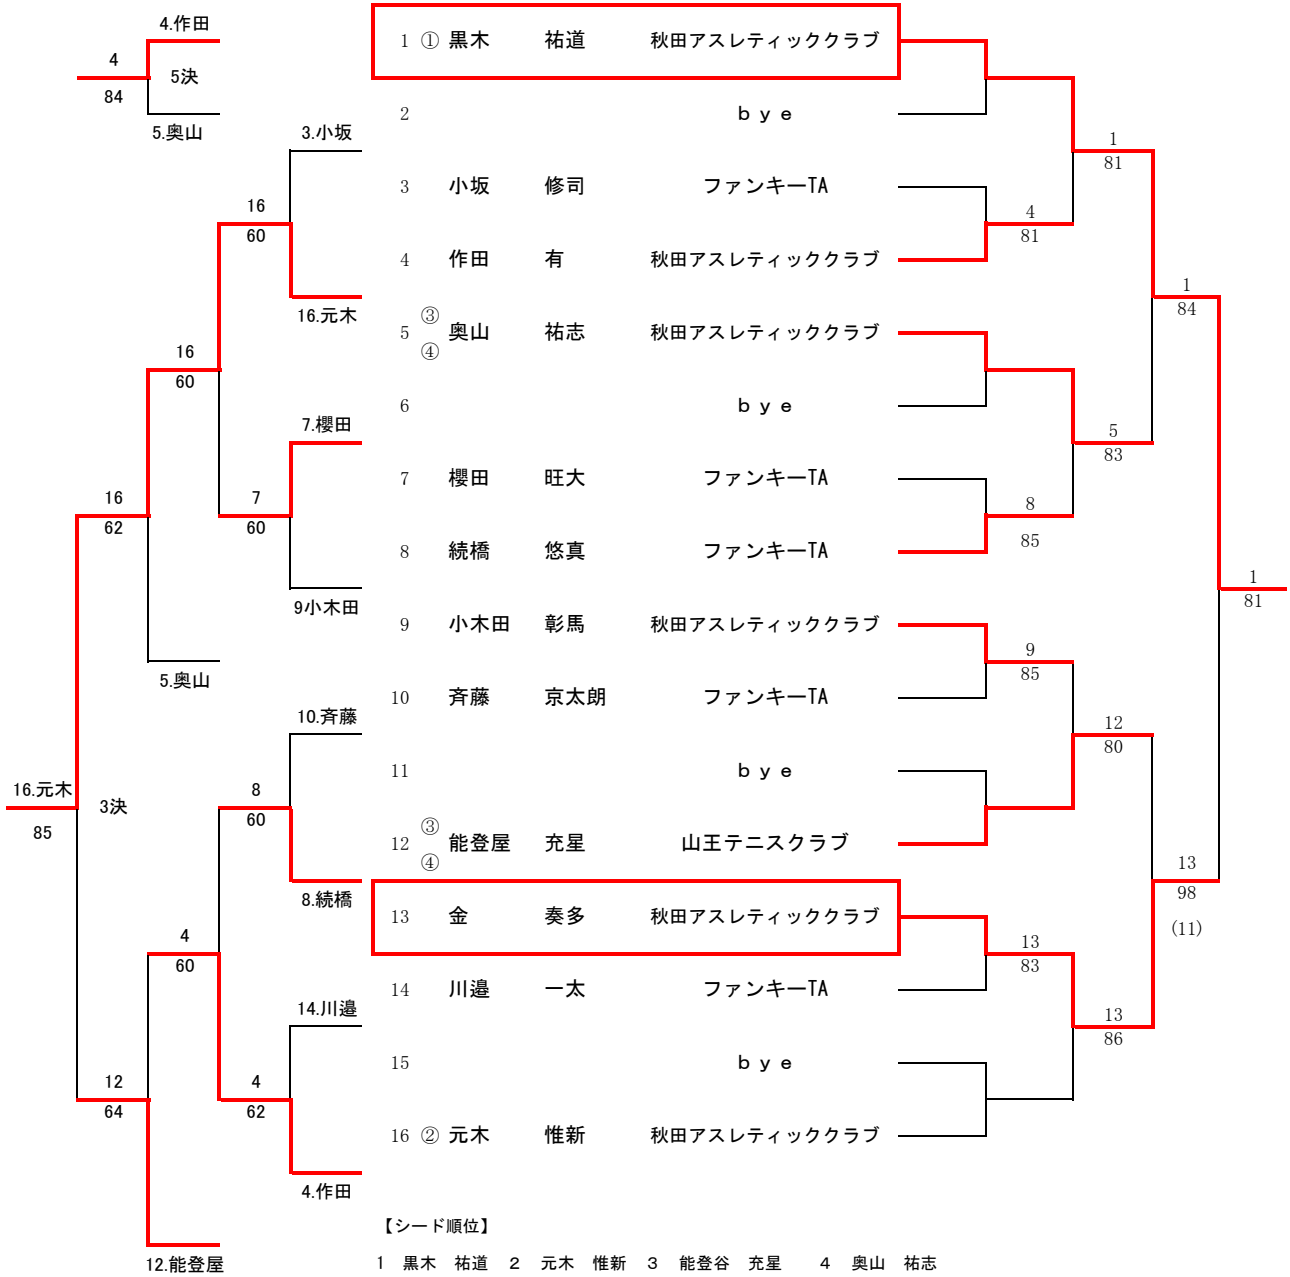 4.作田
4
5決
84
5.奥山
1 ① 黒木 祐道 秋田アスレティッククラブ
2 bye
3 小坂 修司 ファンキーTA
4 作田 有 秋田アスレティッククラブ
5 ③④ 奥山 祐志 秋田アスレティッククラブ
6 bye
7 櫻田 旺大 ファンキーTA
8 続橋 悠真 ファンキーTA
9 小木田 彰馬 秋田アスレティッククラブ
10 斉藤 京太朗 ファンキーTA
11 bye
12 ③④ 能登屋 充星 山王テニスクラブ
13 金 奏多 秋田アスレティッククラブ
14 川邉 一太 ファンキーTA
15 bye
16 ② 元木 惟新 秋田アスレティッククラブ
3.小坂
16
60
16.元木
16
60
7.櫻田
7
60
9小木田
16
62
5.奥山
16.元木
85
3決
10.斉藤
8
60
8.続橋
4
60
14.川邉
4
62
4.作田
12
64
12.能登屋
4
81
1
81
8
85
5
83
1
84
9
85
12
80
13
83
13
86
13
98
(11)
1
81
【シード順位】
1 黒木 祐道 2 元木 惟新 3 能登谷 充星 4 奥山 祐志